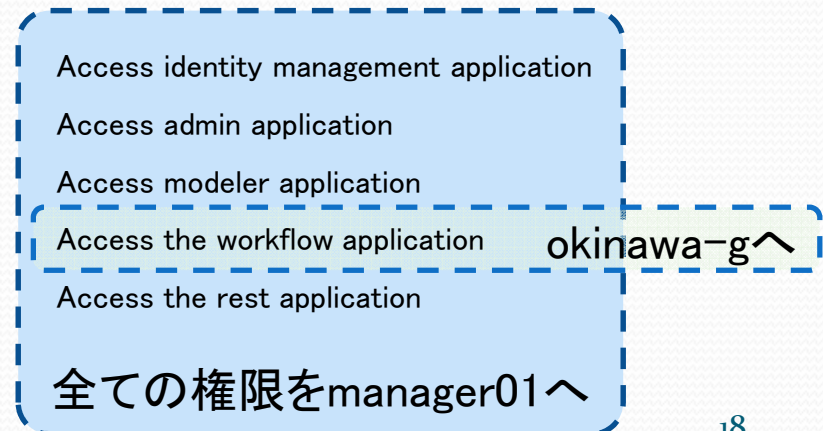 Access identity management application
Access admin application
Access modeler application
Access the workflow application okinawa-gへ
Access the rest application
全ての権限をmanager01へ
18